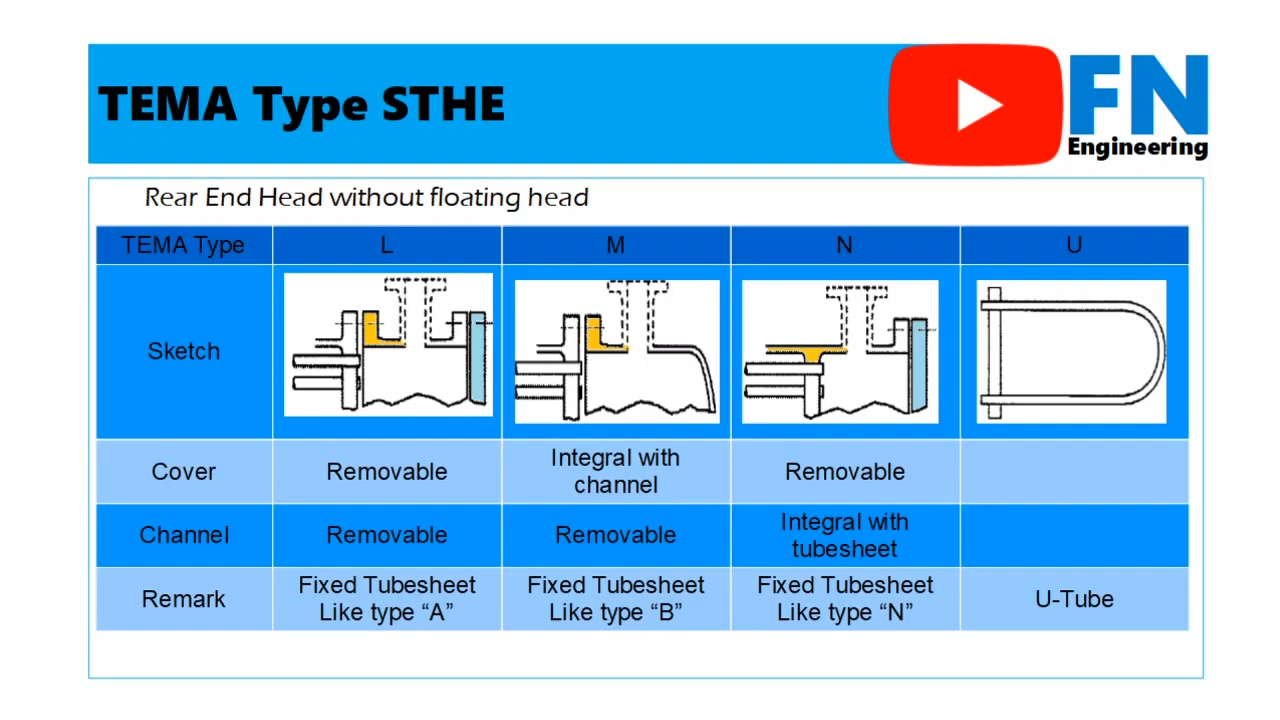 TEMA Type STHE
FN
Engineering
Rear End Head without floating head
TEMA Type L M N U
Sketch
Cover Removable Integral with channel Removable
Channel Removable Removable Integral with tubesheet
Remark Fixed Tubesheet Like type “A” Fixed Tubesheet Like type “B” Fixed Tubesheet Like type “N” U-Tube